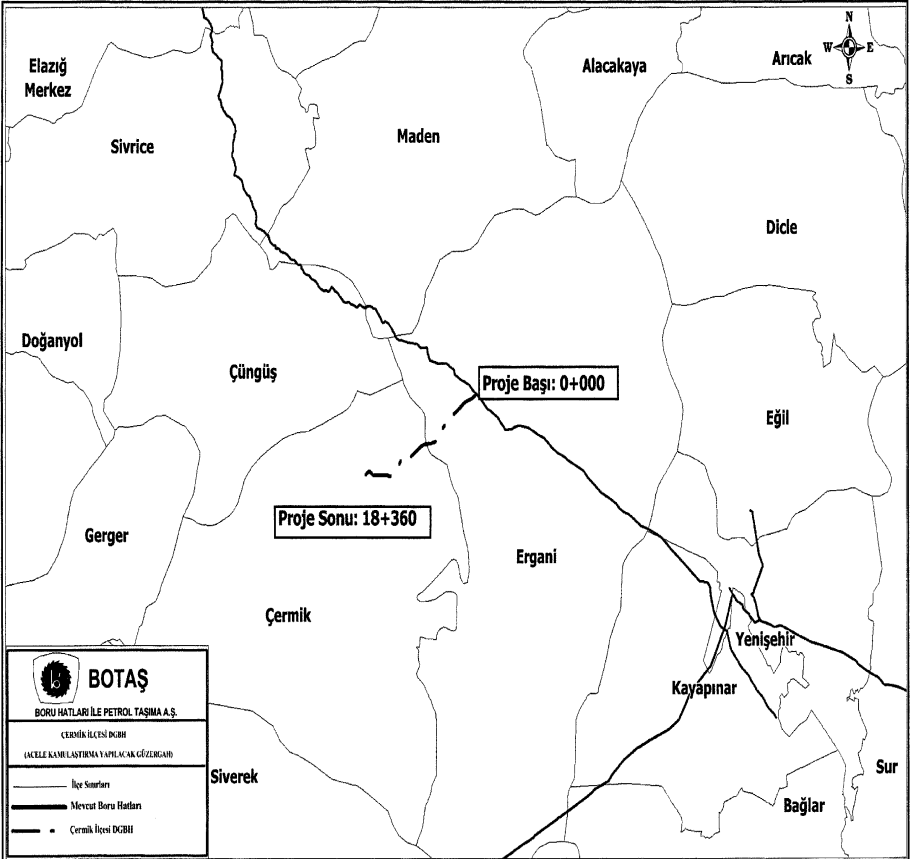 N
W E
S
Elazığ
Merkez
Alacakaya
Arıcak
Sivrice
Maden
Dicle
Doğanyol
Çüngüş
Proje Başı: 0+000
Eğil
Proje Sonu: 18+360
Gerger
Ergani
Çermik
Yenişehir
Kayapınar
Siverek
Sur
Bağlar
BOTAŞ
BORU HATLARI İLE PETROL TAŞIMA A.Ş.
ÇERMİK İLÇESİ DGBH
(ACELE KAMULAŞTIRMA YAPILACAK GÜZERGAH)
İlçe Sınırları
Mevcut Boru Hatları
Çermik İlçesi DGBH